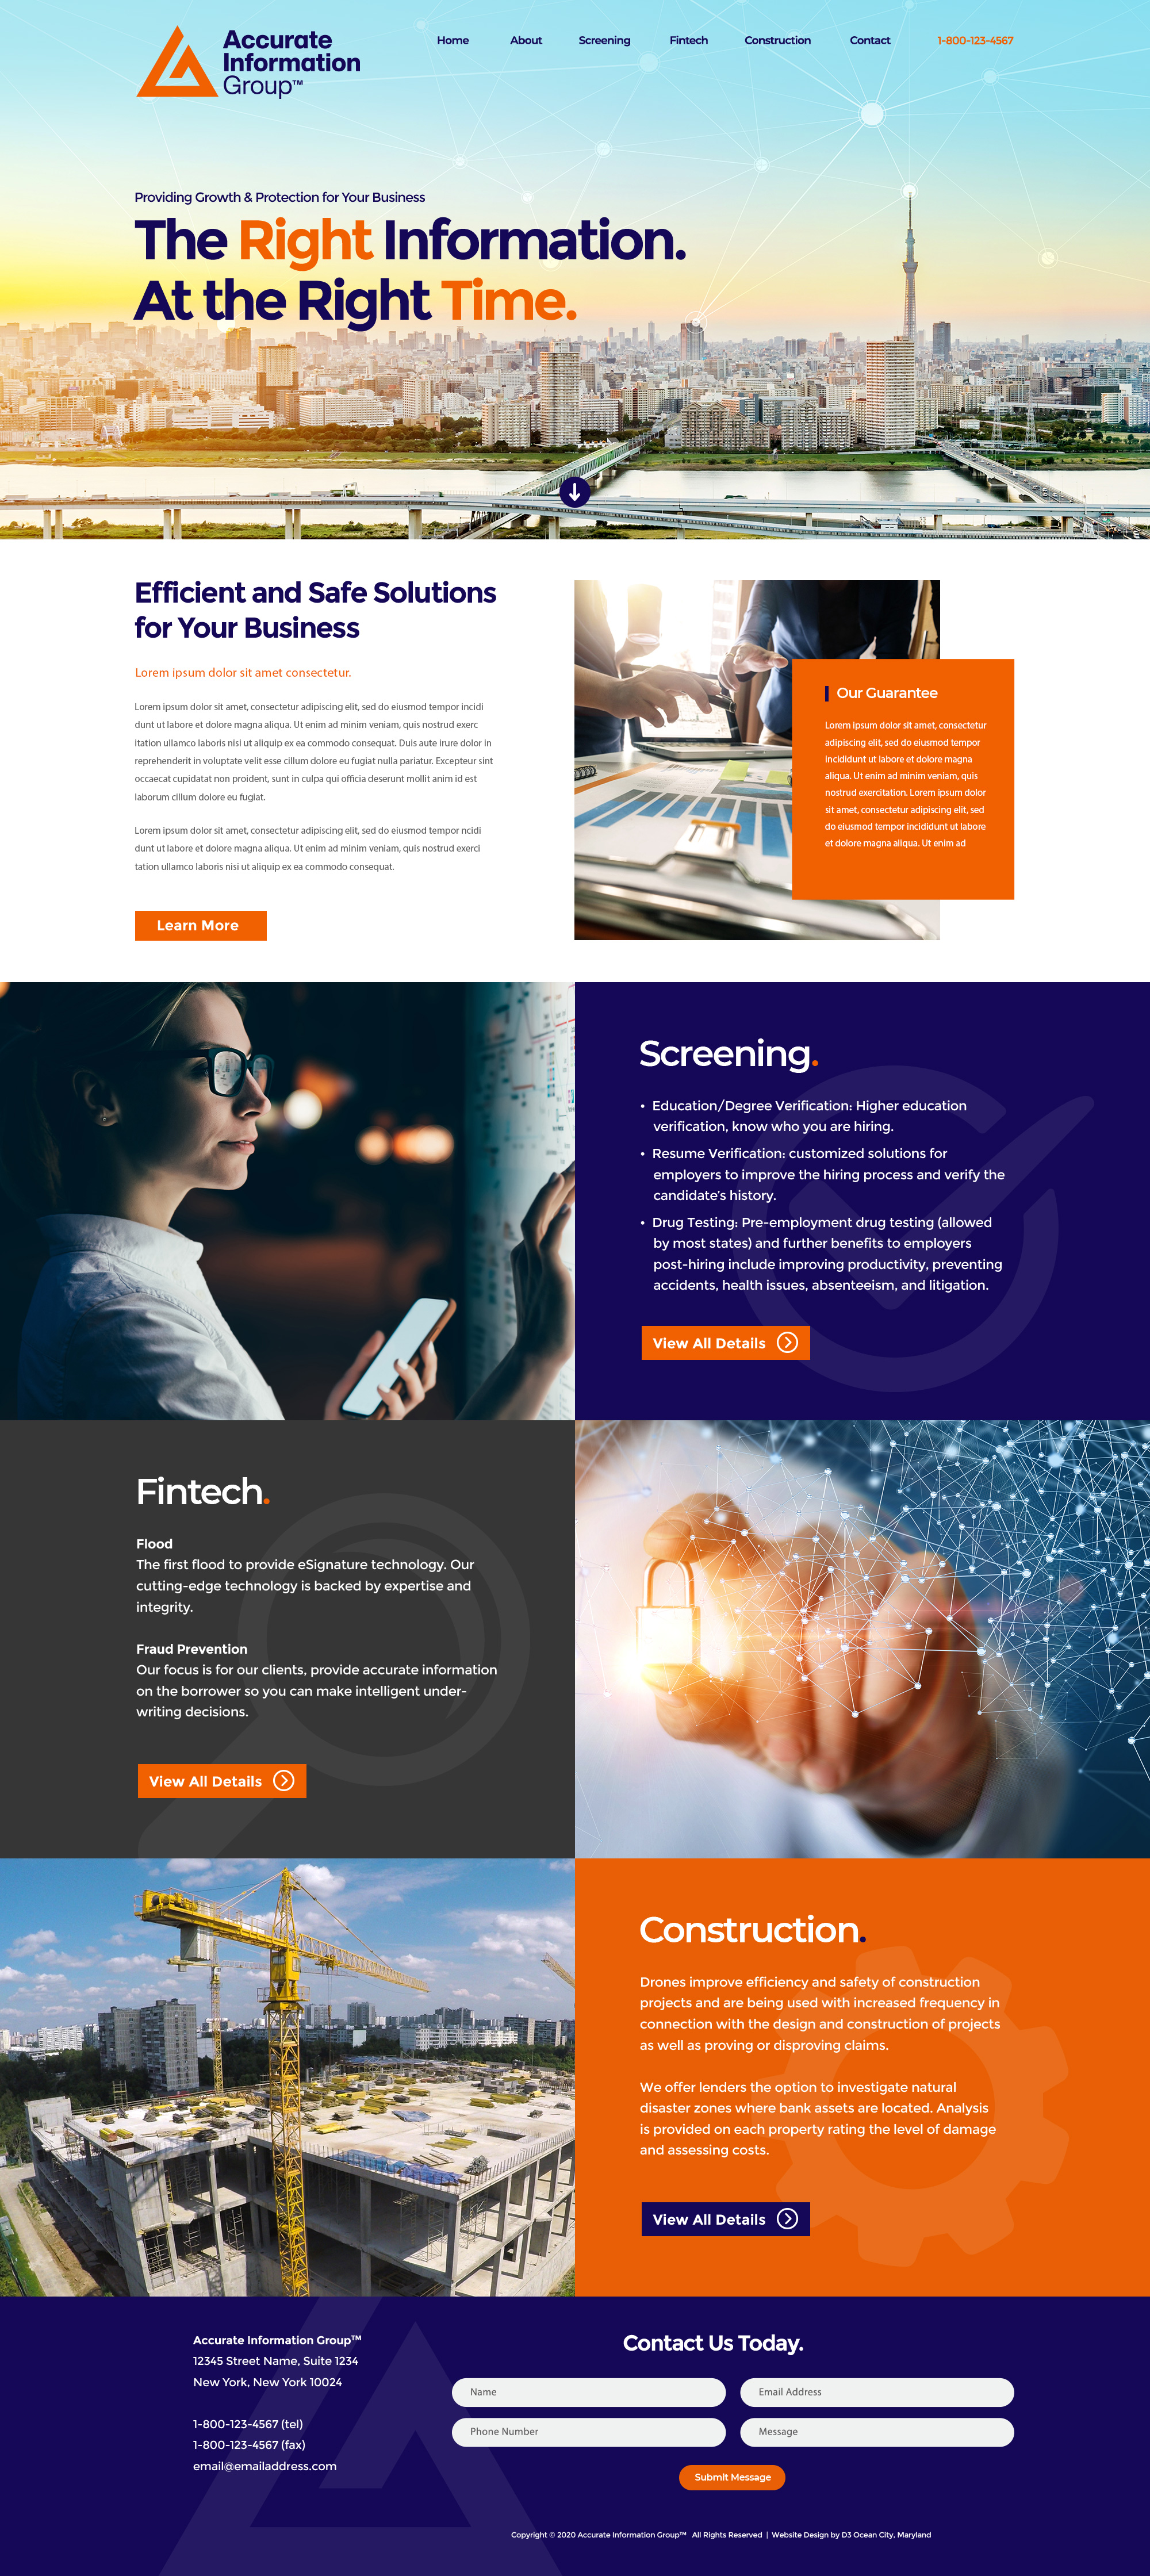 Accurate
Information
Group™
Home About Screening Fintech Construction Contact 1-800-123-4567
Providing Growth & Protection for Your Business
The Right Information.
At the Right Time.
Efficient and Safe Solutions
for Your Business
Lorem ipsum dolor sit amet consectetur.
Lorem ipsum dolor sit amet, consectetur adipiscing elit, sed do eiusmod tempor incidi
dunt ut labore et dolore magna aliqua. Ut enim ad minim veniam, quis nostrud exerc
itation ullamco laboris nisi ut aliquip ex ea commodo consequat. Duis aute irure dolor in
reprehenderit in voluptate velit esse cillum dolore eu fugiat nulla pariatur. Excepteur sint
occaecat cupidatat non proident, sunt in culpa qui officia deserunt mollit anim id est
laborum cillum dolore eu fugiat.
Lorem ipsum dolor sit amet, consectetur adipiscing elit, sed do eiusmod tempor ncidi
dunt ut labore et dolore magna aliqua. Ut enim ad minim veniam, quis nostrud exerci
tation ullamco laboris nisi ut aliquip ex ea commodo consequat.
Learn More
Our Guarantee
Lorem ipsum dolor sit amet, consectetur
adipiscing elit, sed do eiusmod tempor
incididunt ut labore et dolore magna
aliqua. Ut enim ad minim veniam, quis
nostrud exercitation. Lorem ipsum dolor
sit amet, consectetur adipiscing elit, sed
do eiusmod tempor incididunt ut labore
et dolore magna aliqua. Ut enim ad
Screening.
• Education/Degree Verification: Higher education
verification, know who you are hiring.
• Resume Verification: customized solutions for
employers to improve the hiring process and verify the
candidate's history.
• Drug Testing: Pre-employment drug testing (allowed
by most states) and further benefits to employers
post-hiring include improving productivity, preventing
accidents, health issues, absenteeism, and litigation.
View All Details
Fintech.
Flood
The first flood to provide eSignature technology. Our
cutting-edge technology is backed by expertise and
integrity.
Fraud Prevention
Our focus is for our clients, provide accurate information
on the borrower so you can make intelligent under-
writing decisions.
View All Details
Construction.
Drones improve efficiency and safety of construction
projects and are being used with increased frequency in
connection with the design and construction of projects
as well as proving or disproving claims.
We offer lenders the option to investigate natural
disaster zones where bank assets are located. Analysis
is provided on each property rating the level of damage
and assessing costs.
View All Details
Accurate Information Group™
12345 Street Name, Suite 1234
New York, New York 10024
1-800-123-4567 (tel)
1-800-123-4567 (fax)
email@emailaddress.com
Contact Us Today.
Name Email Address
Phone Number Message
Submit Message
Copyright © 2020 Accurate Information Group™ All Rights Reserved | Website Design by D3 Ocean City, Maryland